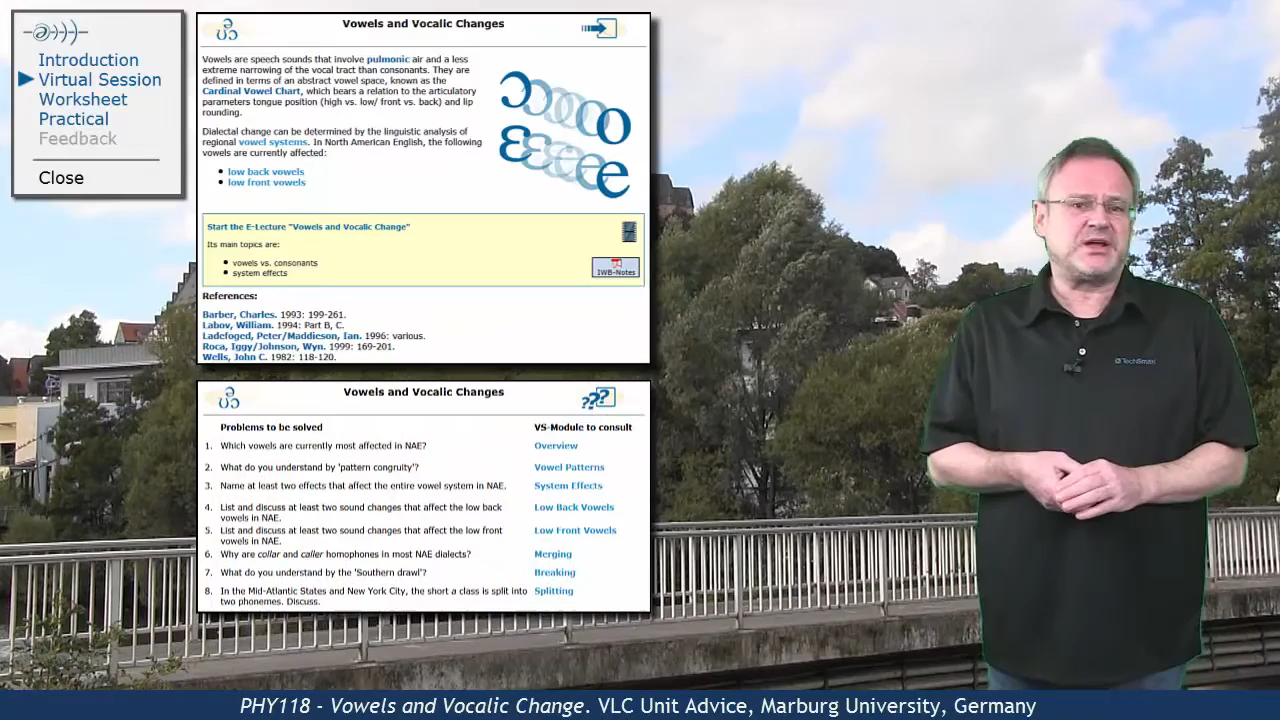 Introduction
Virtual Session
Worksheet
Practical
Feedback
Close
Vowels and Vocalic Changes
Vowels are speech sounds that involve pulmonic air and a less
extreme narrowing of the vocal tract than consonants. They are
defined in terms of an abstract vowel space, known as the
Cardinal Vowel Chart, which bears a relation to the articulatory
parameters tongue position (high vs. low/ front vs. back) and lip
rounding.
Dialectal change can be determined by the linguistic analysis of
regional vowel systems. In North American English, the following
vowels are currently affected:
low back vowels
low front vowels
Start the E-Lecture "Vowels and Vocalic Change"
Its main topics are:
vowels vs. consonants
system effects
IWB-Notes
References:
Barber, Charles. 1993: 199-261.
Labov, William. 1994: Part B, C.
Ladefoged, Peter/Maddieson, Ian. 1996: various.
Roca, Iggy/Johnson, Wyn. 1999: 169-201.
Wells, John C. 1982: 118-120.
Vowels and Vocalic Changes
???
Problems to be solved VS-Module to consult
1. Which vowels are currently most affected in NAE? Overview
2. What do you understand by 'pattern congruity'? Vowel Patterns
3. Name at least two effects that affect the entire vowel system in NAE. System Effects
4. List and discuss at least two sound changes that affect the low back Low Back Vowels
vowels in NAE.
5. List and discuss at least two sound changes that affect the low front Low Front Vowels
vowels in NAE.
6. Why are collar and caller homophones in most NAE dialects? Merging
7. What do you understand by the 'Southern drawl'? Breaking
8. In the Mid-Atlantic States and New York City, the short a class is split into Splitting
two phonemes. Discuss.
TechSmith
PHY118 - Vowels and Vocalic Change. VLC Unit Advice, Marburg University, Germany